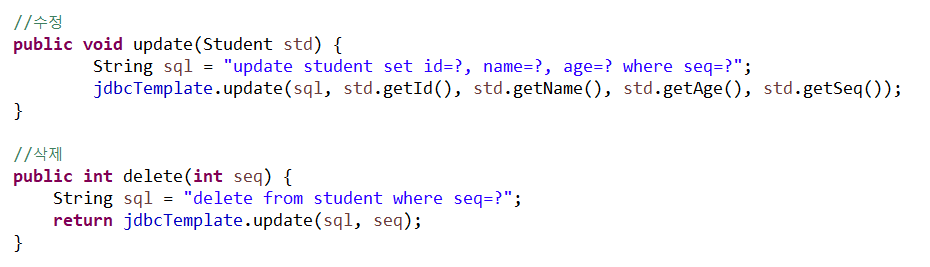 //수정
public void update(Student std) {
        String sql = "update student set id=?, name=?, age=? where seq=?";
        jdbcTemplate.update(sql, std.getId(), std.getName(), std.getAge(), std.getSeq());
}

//삭제
public int delete(int seq) {
    String sql = "delete from student where seq=?";
    return jdbcTemplate.update(sql, seq);
}